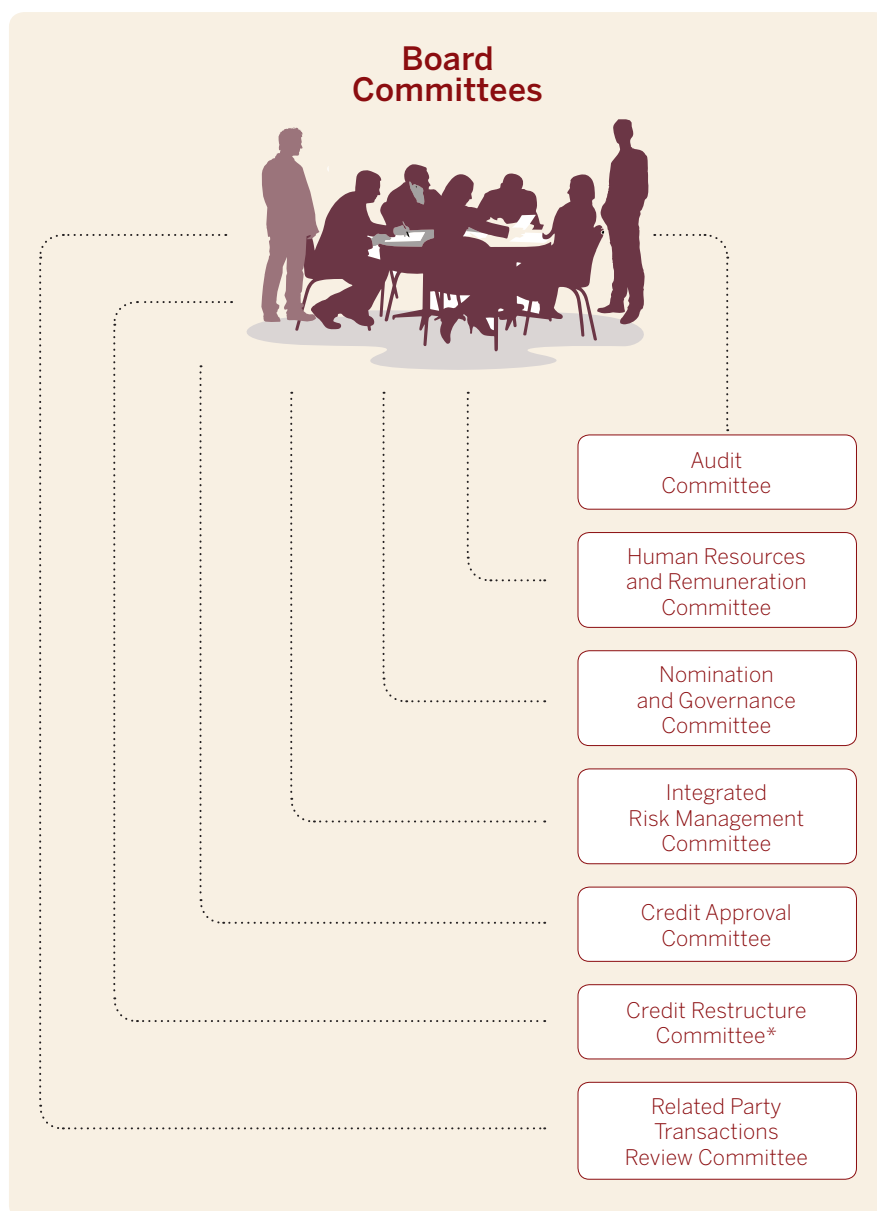 Board
Committees
Audit
Committee
Human Resources
and Remuneration
Committee
Nomination
and Governance
Committee
Integrated
Risk Management
Committee
Credit Approval
Committee
Credit Restructure
Committee*
Related Party
Transactions
Review Committee